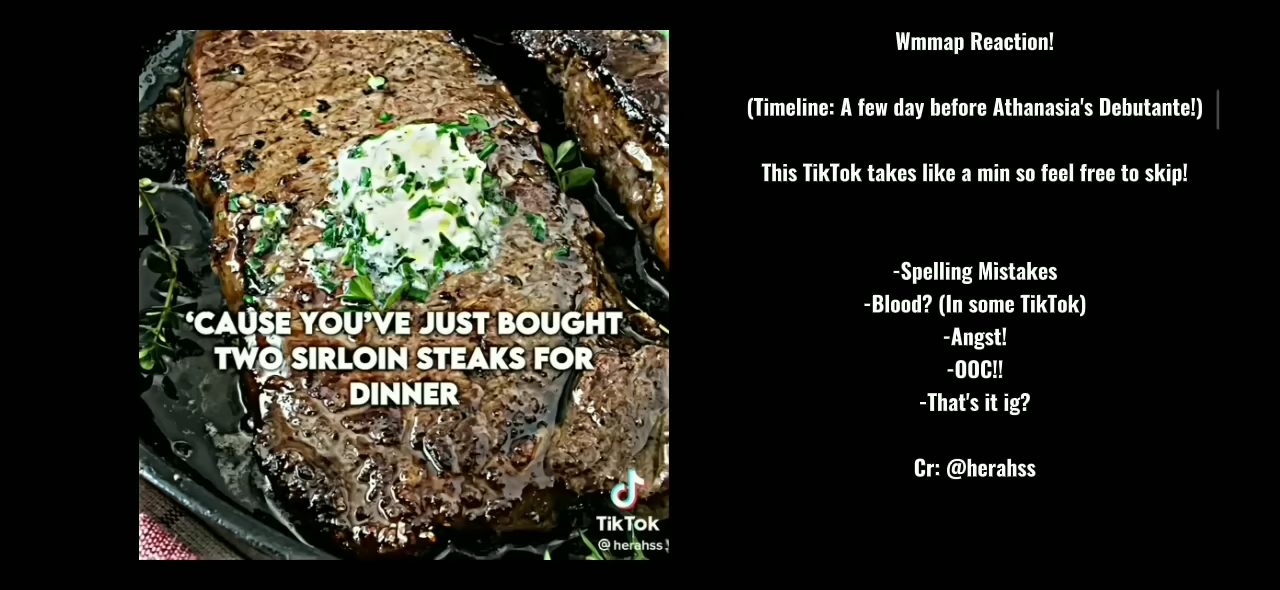 ‘CAUSE YOU’VE JUST BOUGHT
TWO SIRLOIN STEAKS FOR
DINNER
TikTok
@herahss
Wmmap Reaction!
(Timeline: A few day before Athanasia's Debutante!)
This TikTok takes like a min so feel free to skip!
-Spelling Mistakes
-Blood? (In some TikTok)
-Angst!
-OOC!!
-That's it ig?
Cr: @herahss